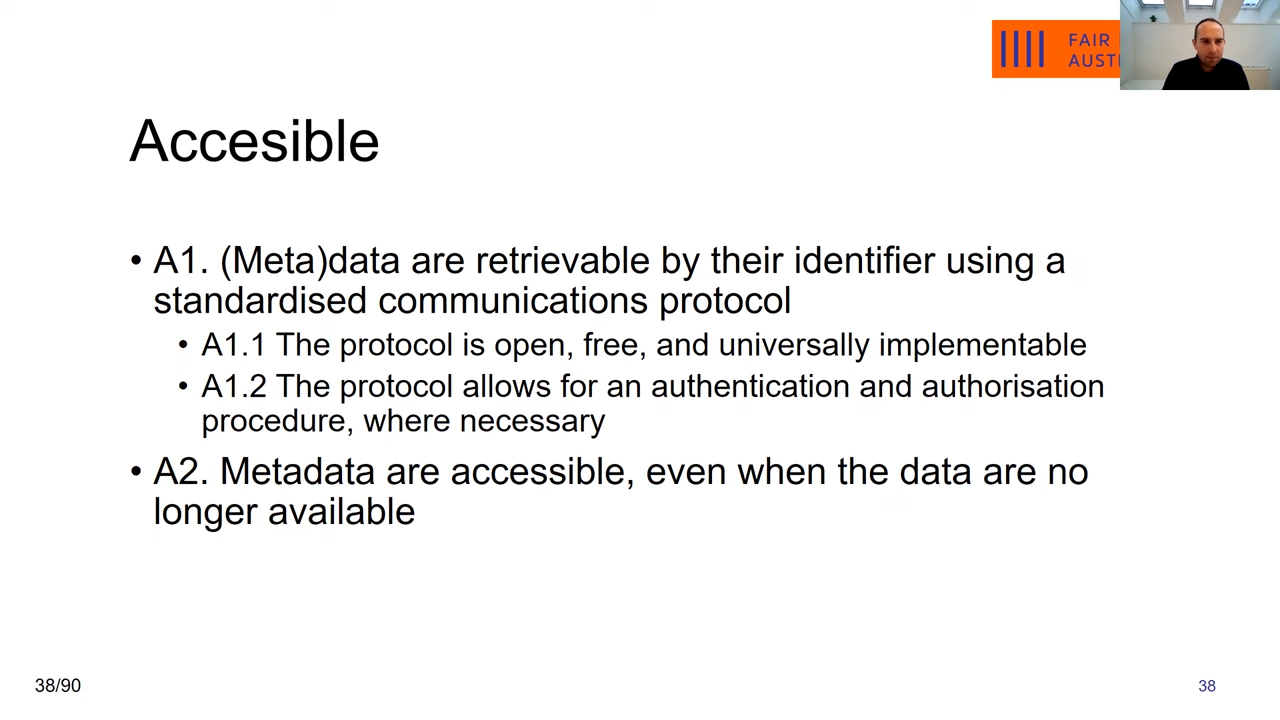 FAIR
AUST
Accesible
• A1. (Meta)data are retrievable by their identifier using a
standardised communications protocol
• A1.1 The protocol is open, free, and universally implementable
• A1.2 The protocol allows for an authentication and authorisation
procedure, where necessary
• A2. Metadata are accessible, even when the data are no
longer available
38/90
38